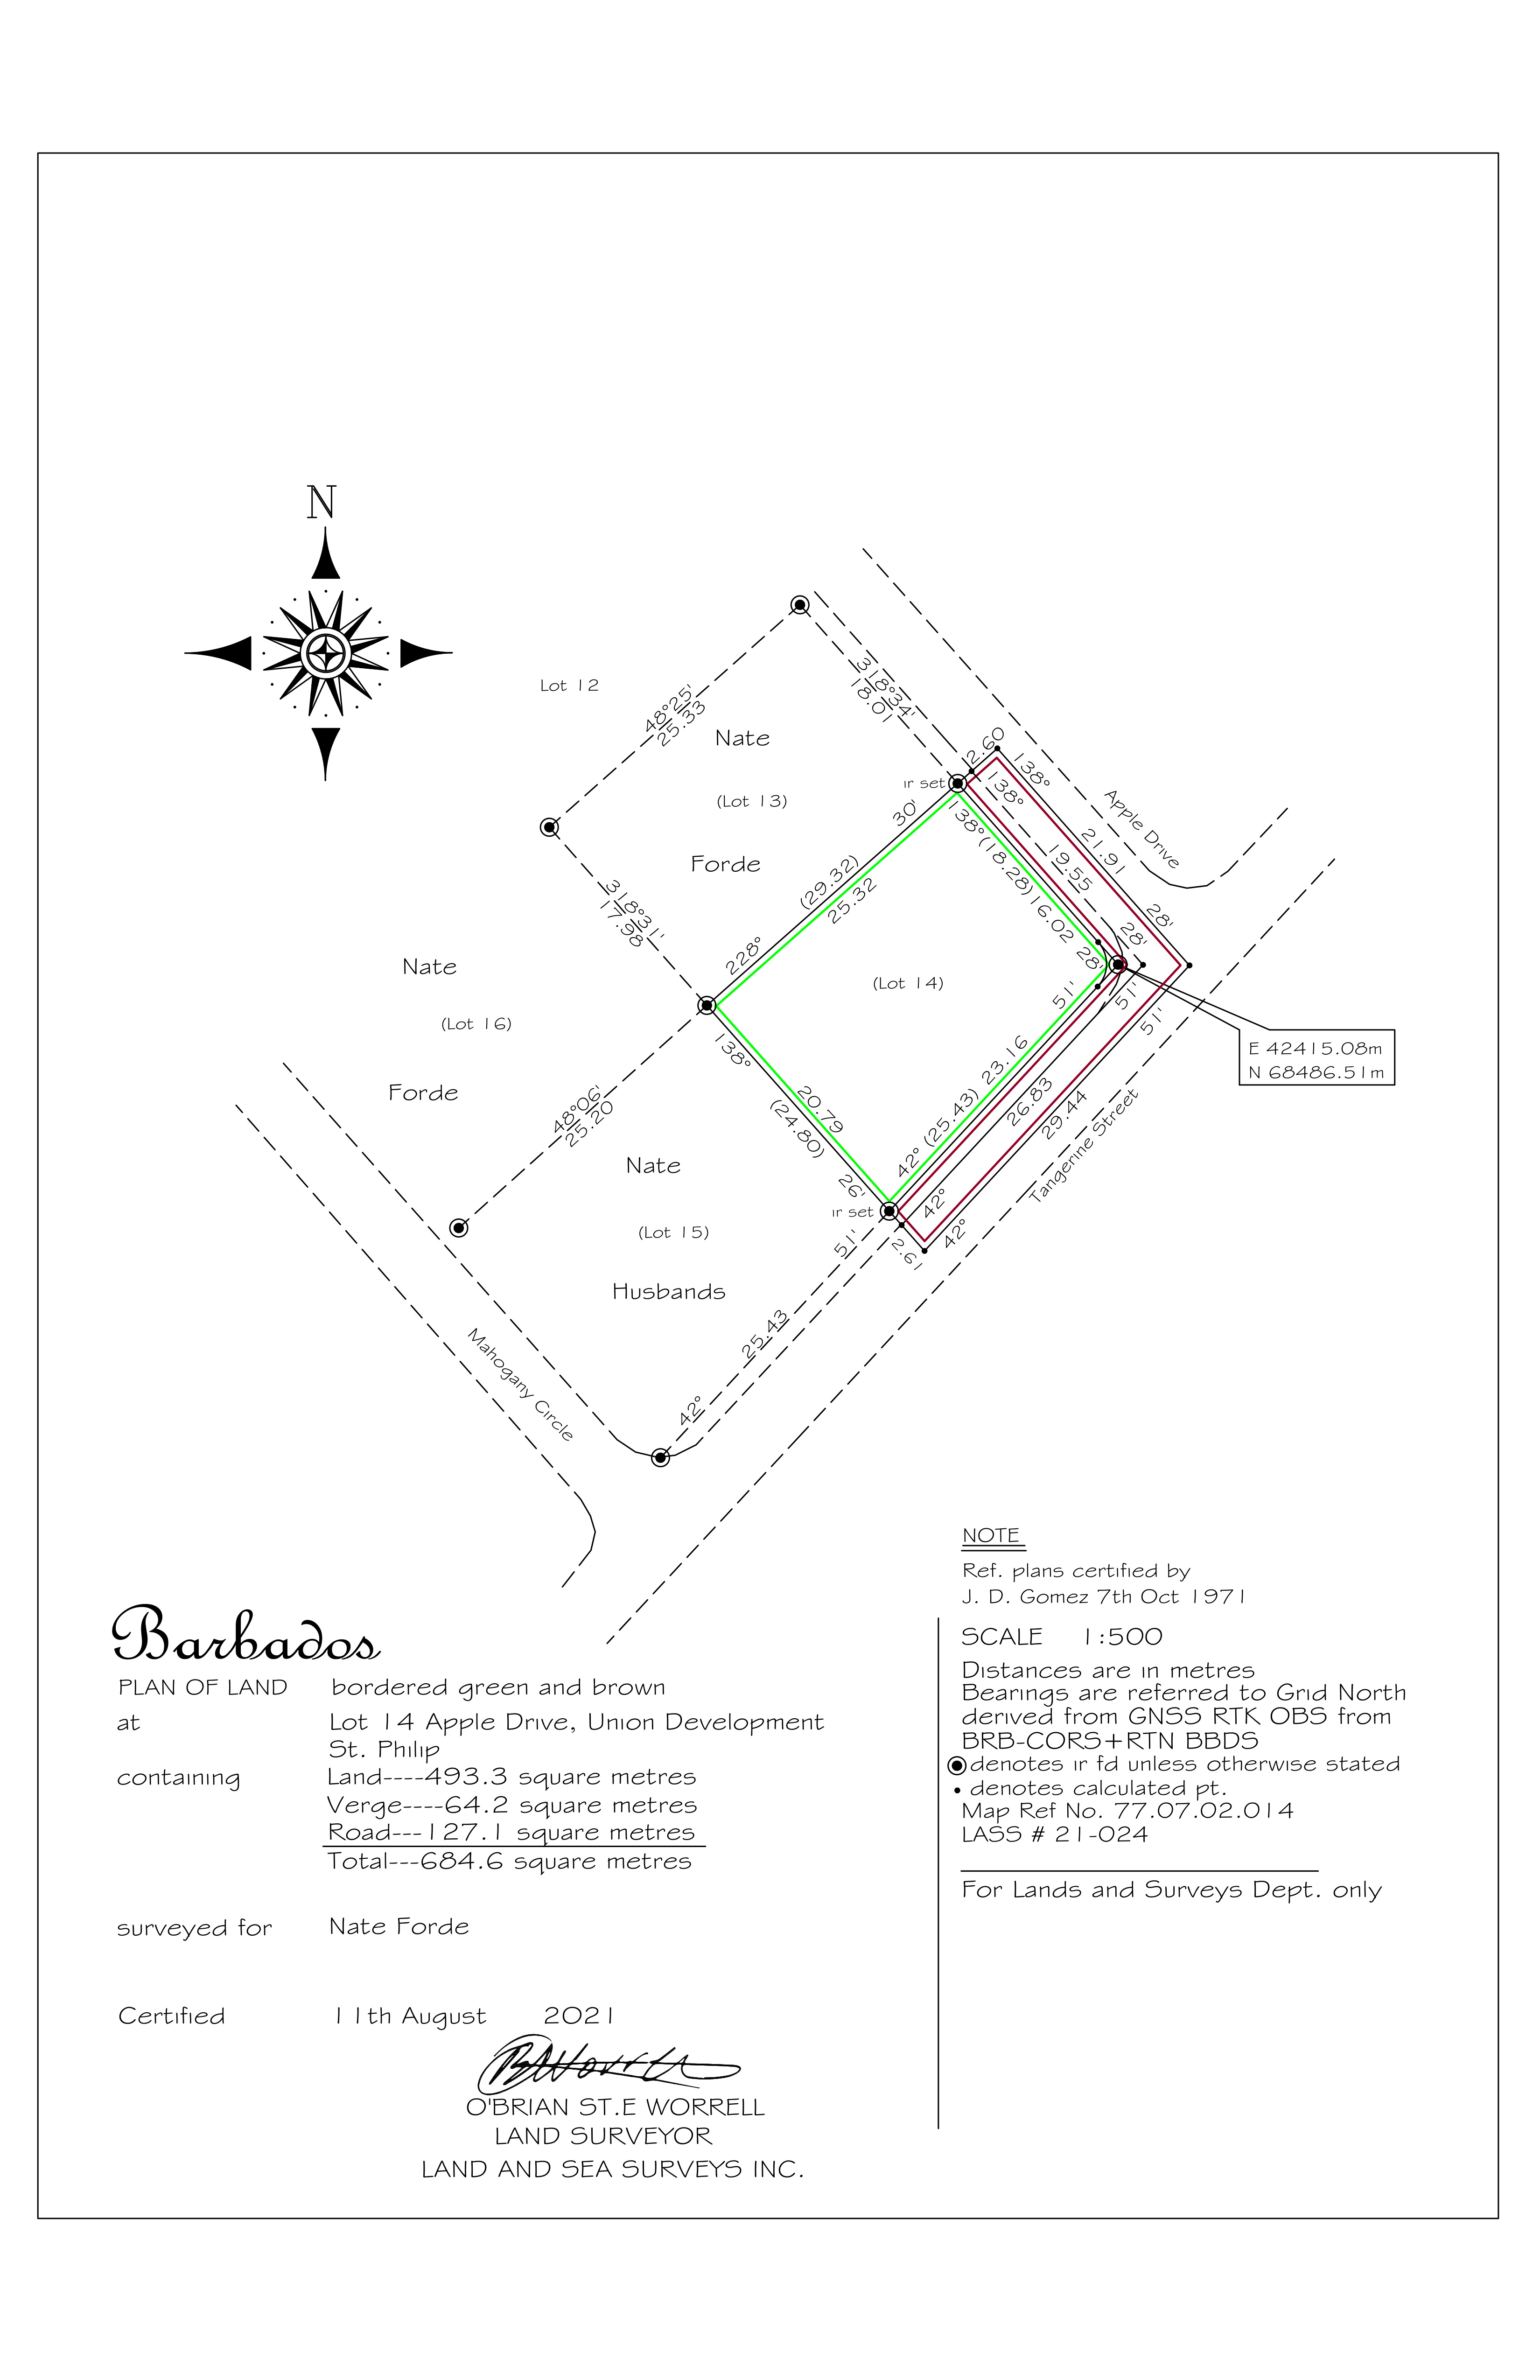 N
Lot 12
48°25'
25.33
Nate
(Lot 13)
Forde
318°34'
18.01
2.60
ir set
138°
138°
Apple Drive
30'
138° (18.28) 16.02 28'
19.55
21.91
28'
28'
(29.32)
25.32
228°
318°31'
17.98
Nate
(Lot 16)
Forde
(Lot 14)
51'
51'
51'
E 42415.08m
N 68486.51m
138°
20.79
(24.80)
26'
48°06'
25.20
42° (25.43) 23.16
26.83
29.44
Tangerine Street
Nate
(Lot 15)
Husbands
ir set
42°
42°
2.61
51'
25.43
42°
Mahogany Circle
NOTE
Ref. plans certified by
J. D. Gomez 7th Oct 1971
SCALE 1:500
Distances are in metres
Bearings are referred to Grid North
derived from GNSS RTK OBS from
BRB-CORS+RTN BBDS
denotes ir fd unless otherwise stated
denotes calculated pt.
Map Ref No. 77.07.02.014
LASS # 21-024
For Lands and Surveys Dept. only
Barbados
PLAN OF LAND bordered green and brown
at Lot 14 Apple Drive, Union Development
St. Philip
containing Land----493.3 square metres
Verge----64.2 square metres
Road---127.1 square metres
Total---684.6 square metres
surveyed for Nate Forde
Certified 11th August 2021
O'BRIAN ST.E WORRELL
LAND SURVEYOR
LAND AND SEA SURVEYS INC.